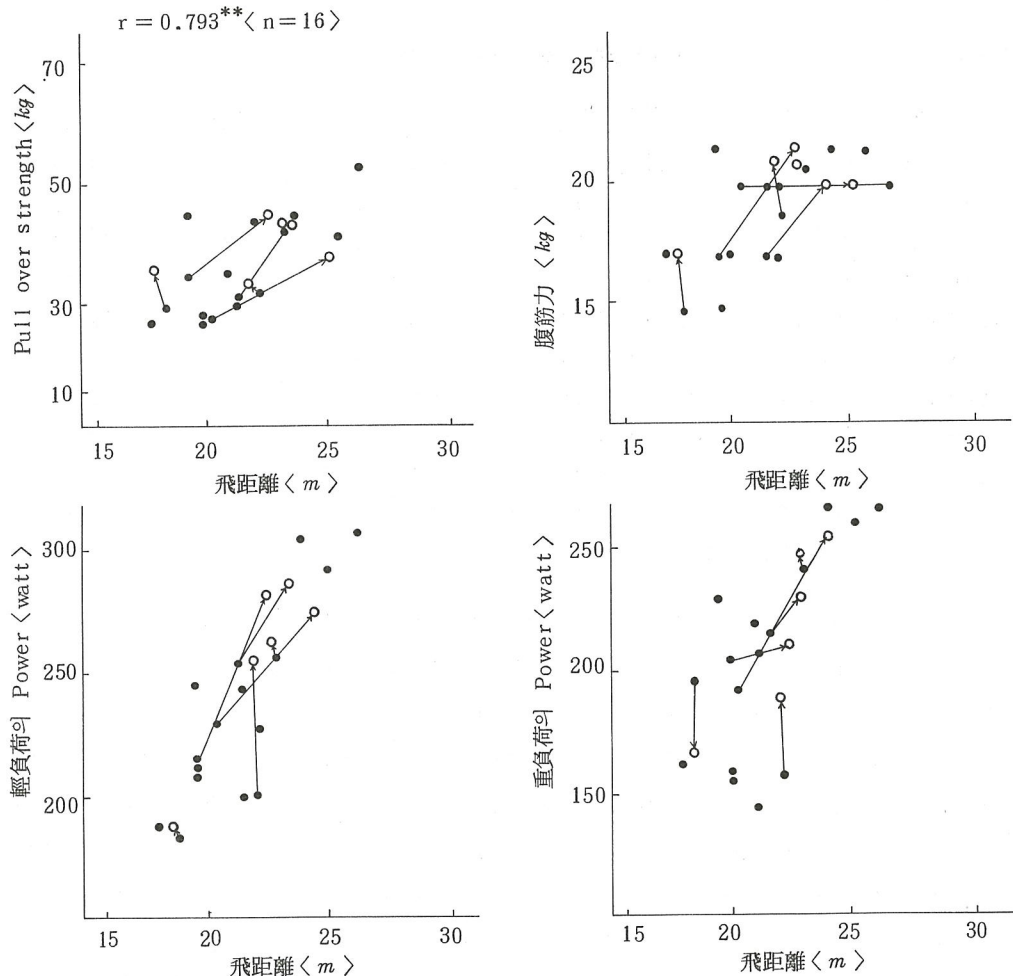 r = 0.793**〈 n=16〉
Pull over strength〈kg〉
70
50
30
10
15 20 25 30
飛距離〈 m 〉
腹筋力 〈kg〉
25
20
15
15 20 25 30
飛距離〈 m 〉
輕負荷의 Power〈watt〉
300
250
200
15 20 25 30
飛距離〈 m 〉
重負荷의 Power〈watt〉
250
200
150
15 20 25 30
飛距離〈 m 〉